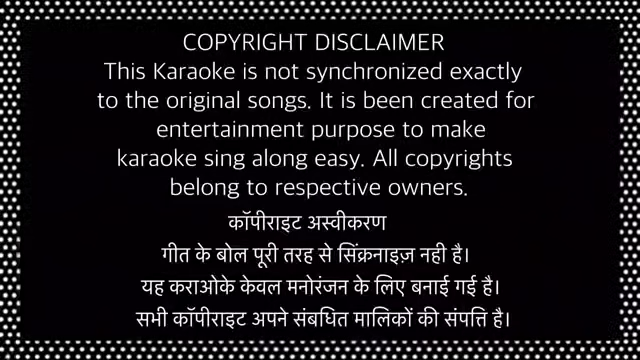 COPYRIGHT DISCLAIMER
This Karaoke is not synchronized exactly
to the original songs. It is been created for
entertainment purpose to make
karaoke sing along easy. All copyrights
belong to respective owners.
कॉपीराइट अस्वीकरण
गीत के बोल पूरी तरह से सिंक्रनाइज़ नही है।
यह कराओके केवल मनोरंजन के लिए बनाई गई है।
सभी कॉपीराइट अपने संबधित मालिकों की संपत्ति है।